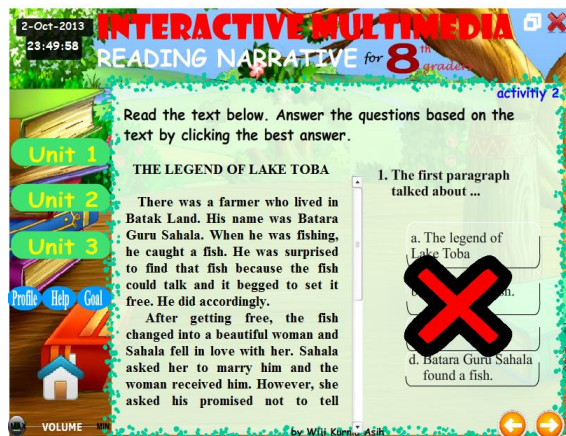 2-Oct-2013
23:49:58
INTERACTIVE MULTIMEDIA
READING NARRATIVE for 8th graders
activitiy 2
Read the text below. Answer the questions based on the
text by clicking the best answer.
Unit 1
Unit 2
Unit 3
Profile Help Goal
VOLUME
MIN
THE LEGEND OF LAKE TOBA
There was a farmer who lived in
Batak Land. His name was Batara
Guru Sahala. When he was fishing,
he caught a fish. He was surprised
to find that fish because the fish
could talk and it begged to set it
free. He did accordingly.
After getting free, the fish
changed into a beautiful woman and
Sahala fell in love with her. Sahala
asked her to marry him and the
woman received him. However, she
asked his promised not to tell
1. The first paragraph
talked about ...
a. The legend of
Lake Toba
d. Batara Guru Sahala
found a fish.
by Wiji Kurnia Asih